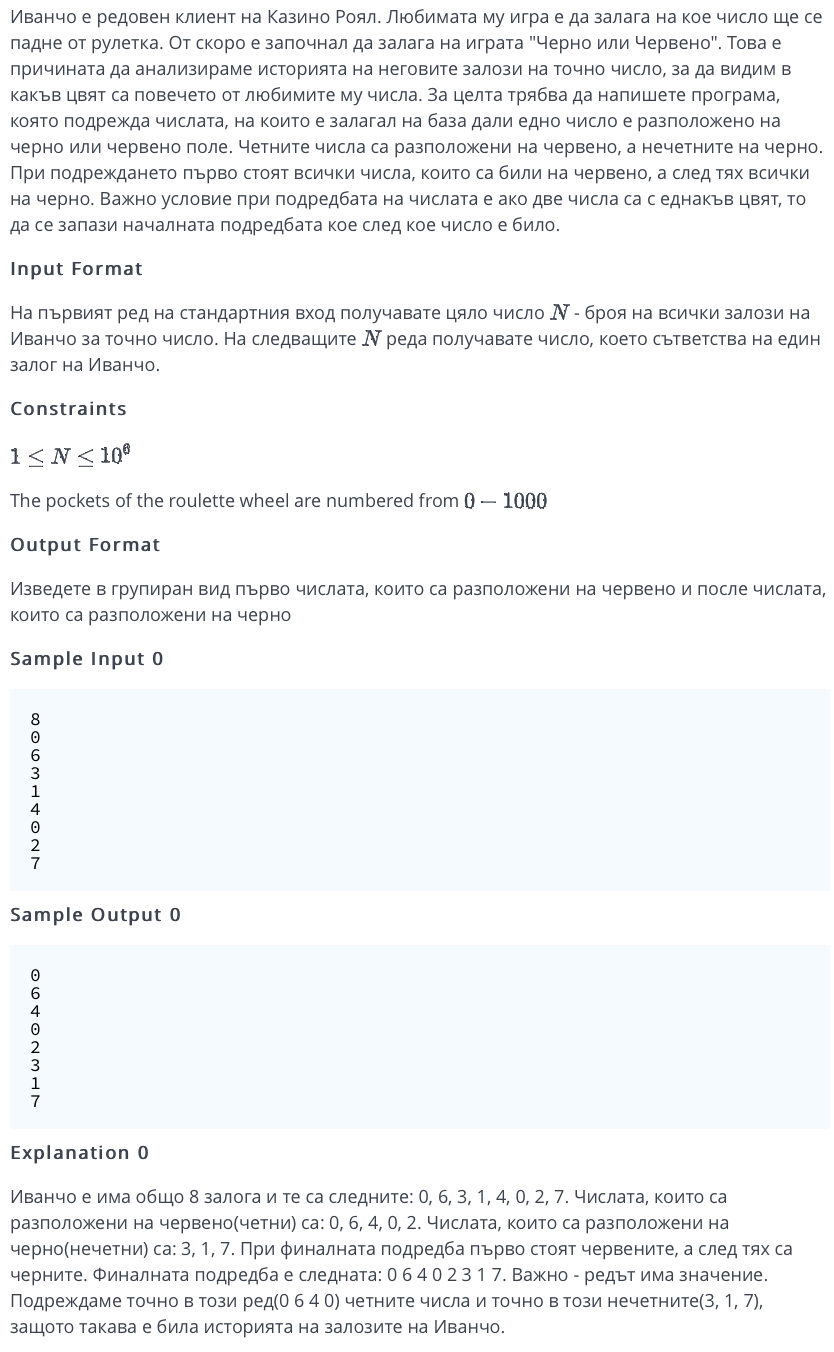 Иванчо е редовен клиент на Казино Роял. Любимата му игра е да залага на кое число ще се
падне от рулетка. От скоро е започнал да залага на играта "Черно или Червено". Това е
причината да анализираме историята на неговите залози на точно число, за да видим в
какъв цвят са повечето от любимите му числа. За целта трябва да напишете програма,
която подрежда числата, на които е залагал на база дали едно число е разположено на
черно или червено поле. Четните числа са разположени на червено, а нечетните на черно.
При подреждането първо стоят всички числа, които са били на червено, а след тях всички
на черно. Важно условие при подредбата на числата е ако две числа са с еднакъв цвят, то
да се запази началната подредбата кое след кое число е било.
Input Format
На първият ред на стандартния вход получавате цяло число N - броя на всички залози на
Иванчо за точно число. На следващите N реда получавате число, което сътветства на един
залог на Иванчо.
Constraints
1 ≤ N ≤ 10⁶
The pockets of the roulette wheel are numbered from 0 − 1000
Output Format
Изведете в групиран вид първо числата, които са разположени на червено и после числата,
които са разположени на черно
Sample Input 0
8
0
6
3
1
4
0
2
7
Sample Output 0
0
6
4
0
2
3
1
7
Explanation 0
Иванчо е има общо 8 залога и те са следните: 0, 6, 3, 1, 4, 0, 2, 7. Числата, които са
разположени на червено(четни) са: 0, 6, 4, 0, 2. Числата, които са разположени на
черно(нечетни) са: 3, 1, 7. При финалната подредба първо стоят червените, а след тях са
черните. Финалната подредба е следната: 0 6 4 0 2 3 1 7. Важно - редът има значение.
Подреждаме точно в този ред(0 6 4 0) четните числа и точно в този нечетните(3, 1, 7),
защото такава е била историята на залозите на Иванчо.